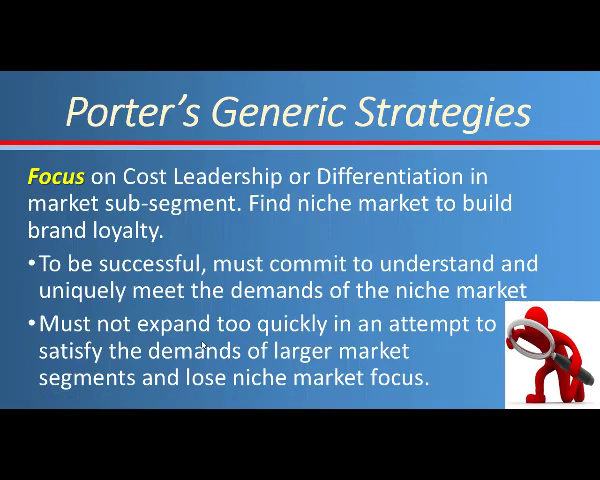 Porter's Generic Strategies
Focus on Cost Leadership or Differentiation in
market sub-segment. Find niche market to build
brand loyalty.
•To be successful, must commit to understand and
uniquely meet the demands of the niche market
•Must not expand too quickly in an attempt to
satisfy the demands of larger market
segments and lose niche market focus.